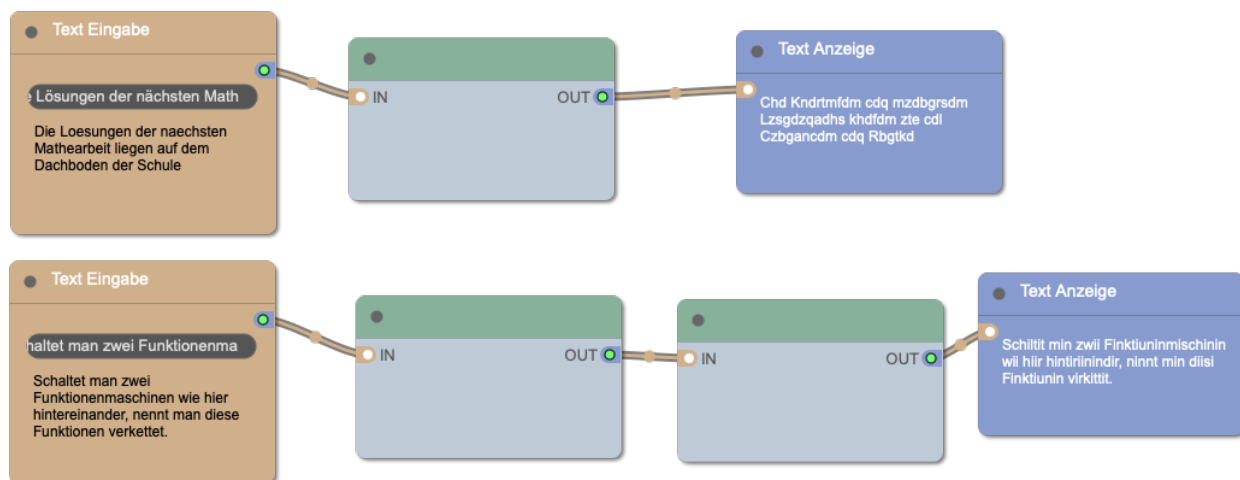 Text Eingabe
e Lösungen der nächsten Math
Die Loesungen der naechsten
Mathearbeit liegen auf dem
Dachboden der Schule
IN
OUT
Text Anzeige
Chd Kndrtmfdm cdq mzdbgrsdm
Lzsgdzqadhs khdfdm zte cdl
Czbgancdm cdq Rbgtkd
Text Eingabe
haltet man zwei Funktionenma
Schaltet man zwei
Funktionenmaschinen wie hier
hintereinander, nennt man diese
Funktionen verkettet.
IN
OUT
IN
OUT
Text Anzeige
Schiltit min zwii Finktiuninmischinin
wii hiir hintiriinindir, ninnt min diisi
Finktiunin virkittit.